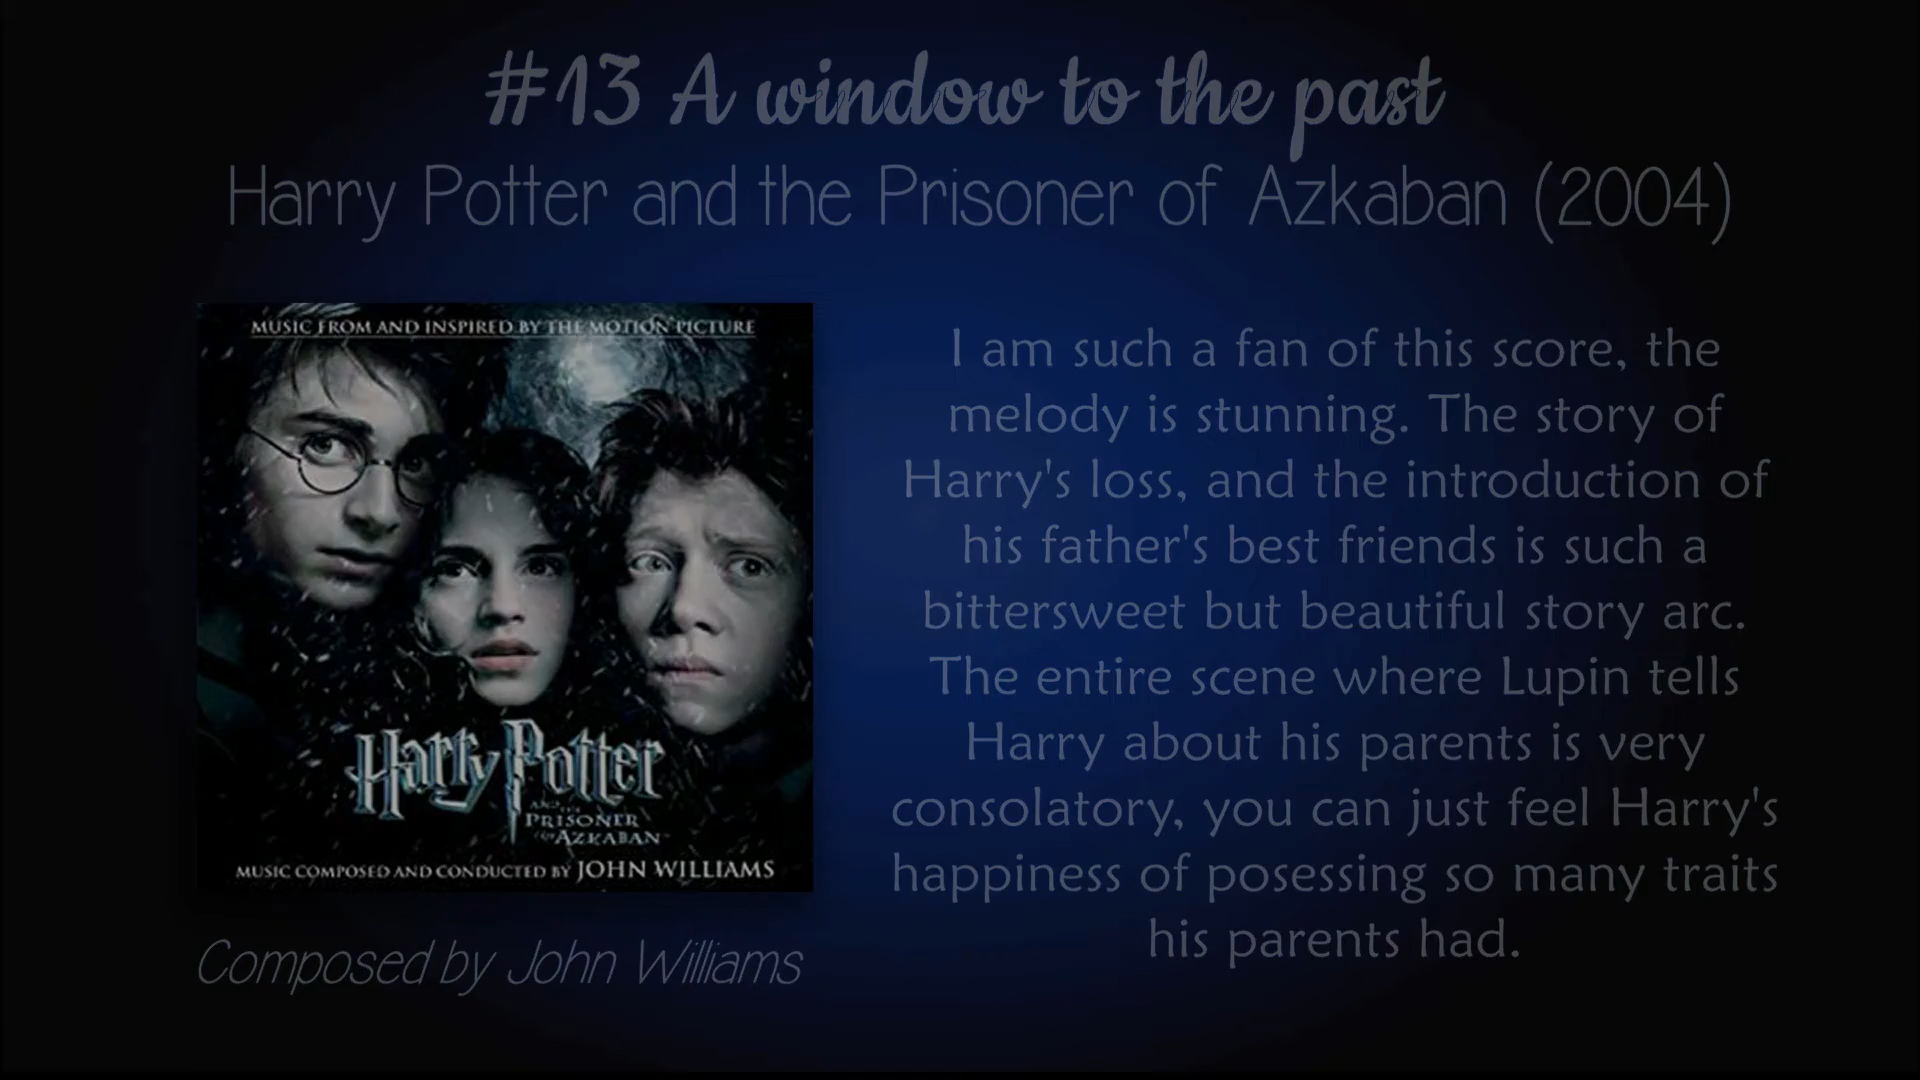 #13 A window to the past
Harry Potter and the Prisoner of Azkaban (2004)
MUSIC FROM AND INSPIRED BY THE MOTION PICTURE
Harry Potter
AND THE
PRISONER
OF AZKABAN
MUSIC COMPOSED AND CONDUCTED BY JOHN WILLIAMS
Composed by John Williams
I am such a fan of this score, the
melody is stunning. The story of
Harry's loss, and the introduction of
his father's best friends is such a
bittersweet but beautiful story arc.
The entire scene where Lupin tells
Harry about his parents is very
consolatory, you can just feel Harry's
happiness of posessing so many traits
his parents had.